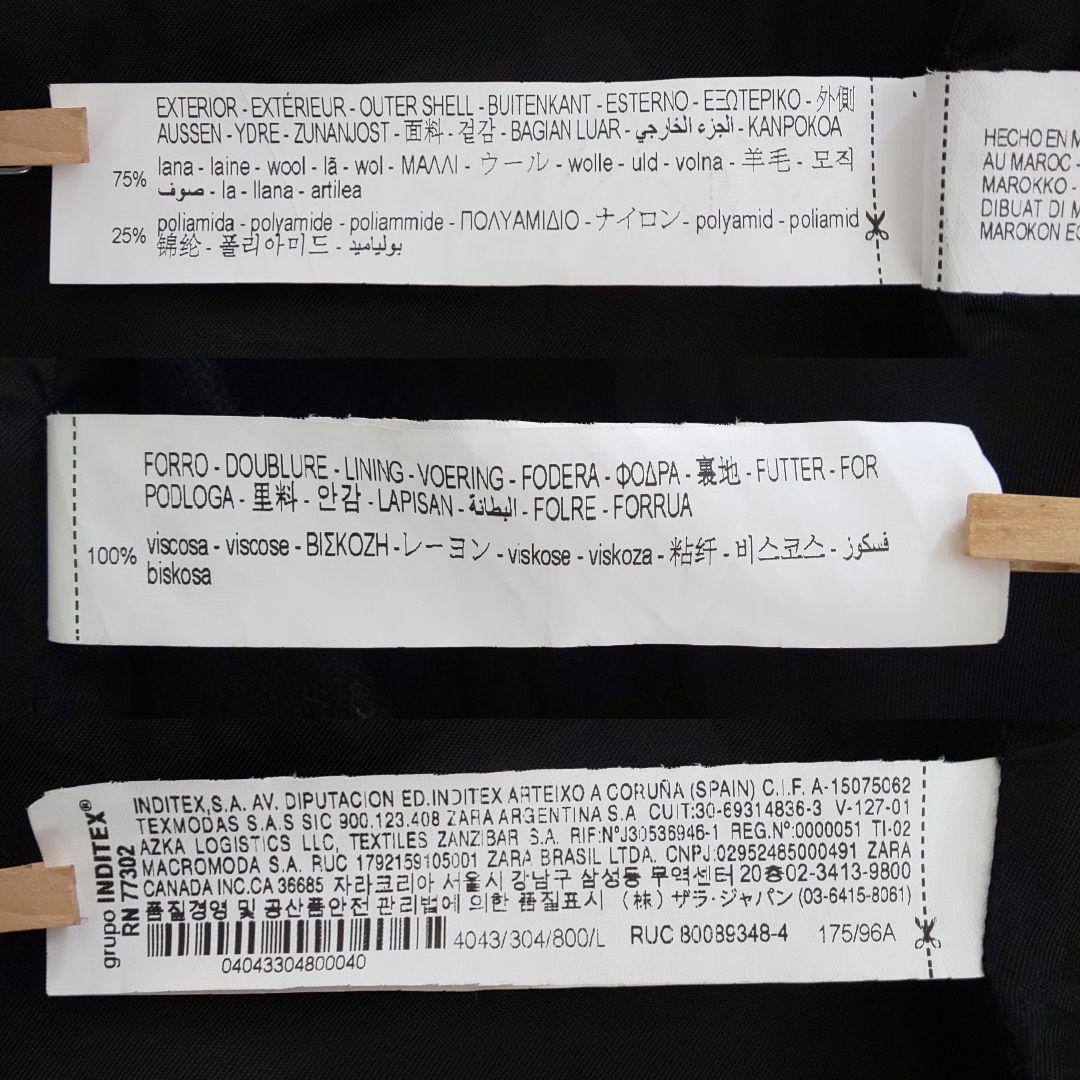 EXTERIOR - EXTÉRIEUR - OUTER SHELL - BUITENKANT - ESTERNO - ΕΞΩΤΕΡΙΚΟ - 外側
AUSSEN - YDRE - ZUNANJOST - 面料 - 겉감 - BAGIAN LUAR - الجزء الخارجي - KANPOKOA
75% lana - laine - wool - lã - wol - ΜΑΛΛΙ - ウール - wolle - uld - volna - 羊毛 - 모직
صوف - la - llana - artilea
25% poliamida - polyamide - poliammide - ΠΟΛΥΑΜΙΔΙΟ - ナイロン - polyamid - poliamid
锦纶 - 폴리아미드 - بولياميد
HECHO EN M
AU MAROC -
MAROKKO -
DIBUAT DI M
MAROKON EG
FORRO - DOUBLURE - LINING - VOERING - FODERA - ΦΟΔΡΑ - 裏地 - FUTTER - FOR
PODLOGA - 里料 - 안감 - LAPISAN - البطانة - FOLRE - FORRUA
100% viscosa - viscose - ΒΙΣΚΟΖΗ - レーヨン - viskose - viskoza - 粘纤 - 비스코스 - فسكوز
biskosa
grupo INDITEX®
RN 77302
INDITEX,S.A. AV. DIPUTACION ED.INDITEX ARTEIXO A CORUÑA (SPAIN) C.I.F. A-15075062
TEXMODAS S.A.S SIC 900.123.408 ZARA ARGENTINA S.A. CUIT:30-69314836-3 V-127-01
AZKA LOGISTICS LLC, TEXTILES ZANZIBAR S.A. RIF:NºJ30536946-1 REG.Nº:0000051 TI-02
MACROMODA S.A. RUC 1792159105001 ZARA BRASIL LTDA. CNPJ:02952485000491 ZARA
CANADA INC.CA 36685 자라코리아 서울시 강남구 삼성동 무역센터 20층02-3413-9800
품질경영 및 공산품안전 관리법에 의한 품질표시 (株) ザラ・ジャパン (03-6415-8061)
4043/304/800/L RUC 80089348-4 175/96A
04043304800040